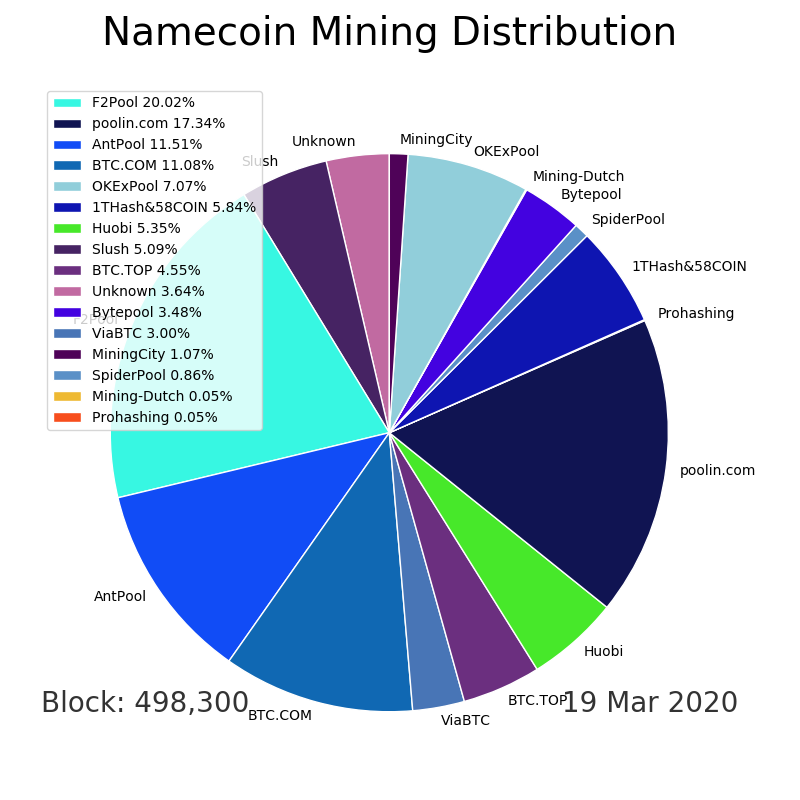 Namecoin Mining Distribution
F2Pool 20.02%
poolin.com 17.34%
AntPool 11.51%
BTC.COM 11.08%
OKExPool 7.07%
1THash&58COIN 5.84%
Huobi 5.35%
Slush 5.09%
BTC.TOP 4.55%
Unknown 3.64%
Bytepool 3.48%
ViaBTC 3.00%
MiningCity 1.07%
SpiderPool 0.86%
Mining-Dutch 0.05%
Prohashing 0.05%
MiningCity
OKExPool
Mining-Dutch
Bytepool
SpiderPool
1THash&58COIN
Prohashing
poolin.com
Huobi
BTC.TOP
ViaBTC
BTC.COM
AntPool
F2Pool
Slush
Unknown
Block: 498,300
19 Mar 2020